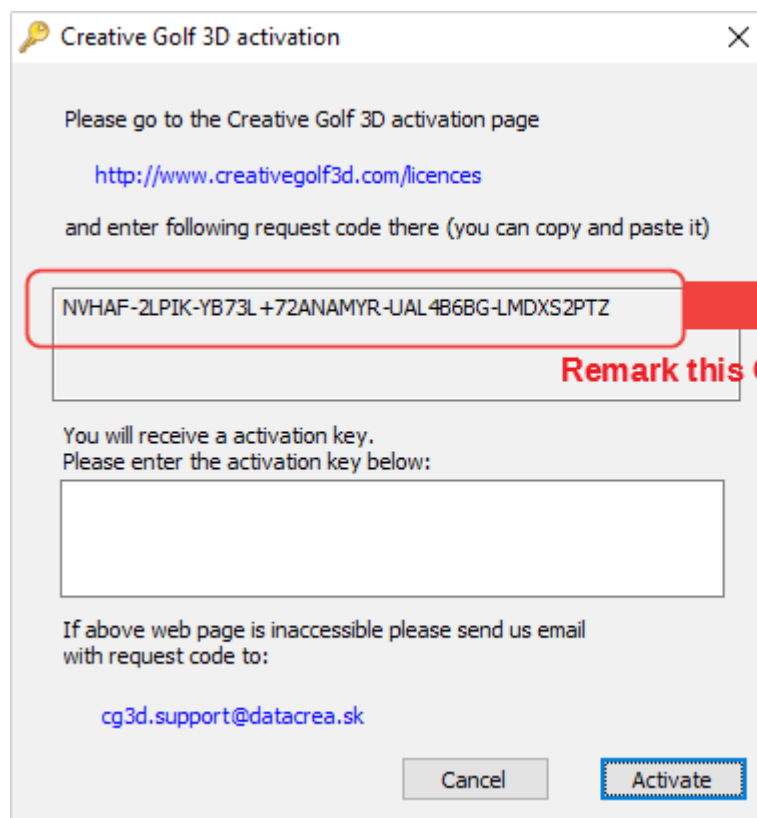 Creative Golf 3D activation
Please go to the Creative Golf 3D activation page
http://www.creativegolf3d.com/licences
and enter following request code there (you can copy and paste it)
NVHAF-2LPIK-YB73L+72ANAMYR-UAL4B6BG-LMDXS2PTZ
Remark this
You will receive a activation key.
Please enter the activation key below:
If above web page is inaccessible please send us email
with request code to:
cg3d.support@datacrea.sk
Cancel
Activate